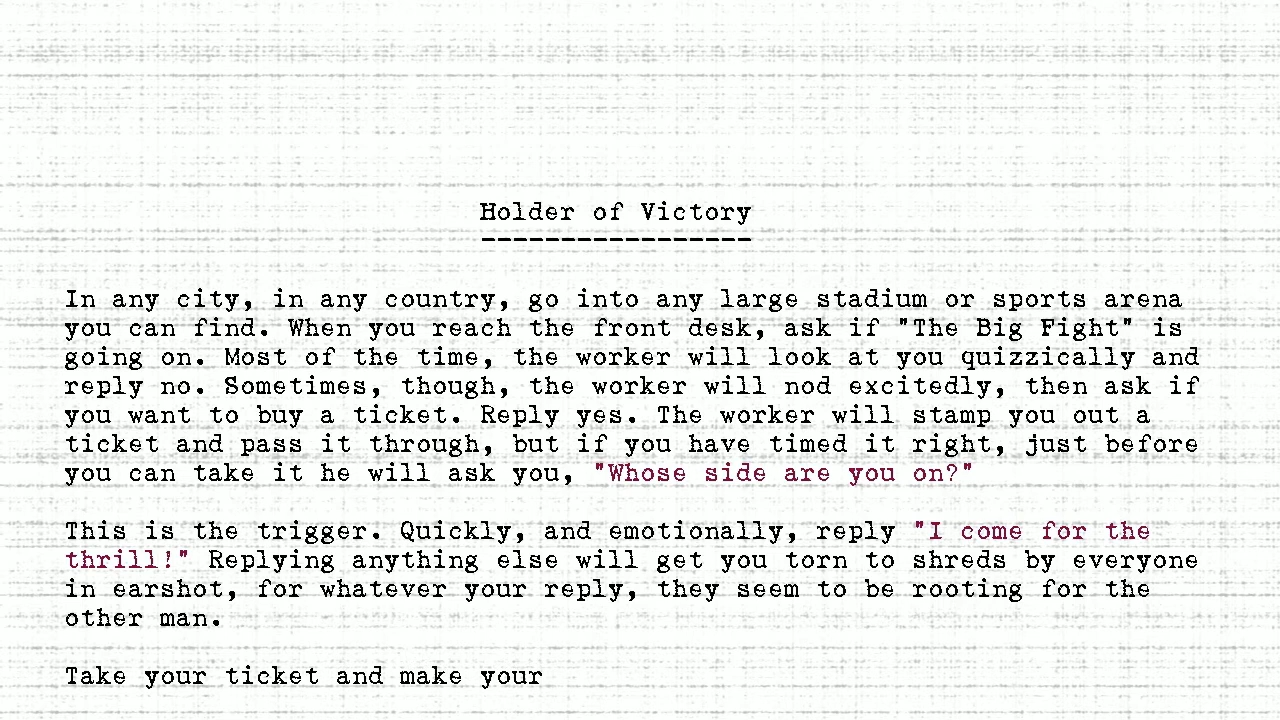 Holder of Victory
-----------------
In any city, in any country, go into any large stadium or sports arena
you can find. When you reach the front desk, ask if "The Big Fight" is
going on. Most of the time, the worker will look at you quizzically and
reply no. Sometimes, though, the worker will nod excitedly, then ask if
you want to buy a ticket. Reply yes. The worker will stamp you out a
ticket and pass it through, but if you have timed it right, just before
you can take it he will ask you, "Whose side are you on?"
This is the trigger. Quickly, and emotionally, reply "I come for the
thrill!" Replying anything else will get you torn to shreds by everyone
in earshot, for whatever your reply, they seem to be rooting for the
other man.
Take your ticket and make your